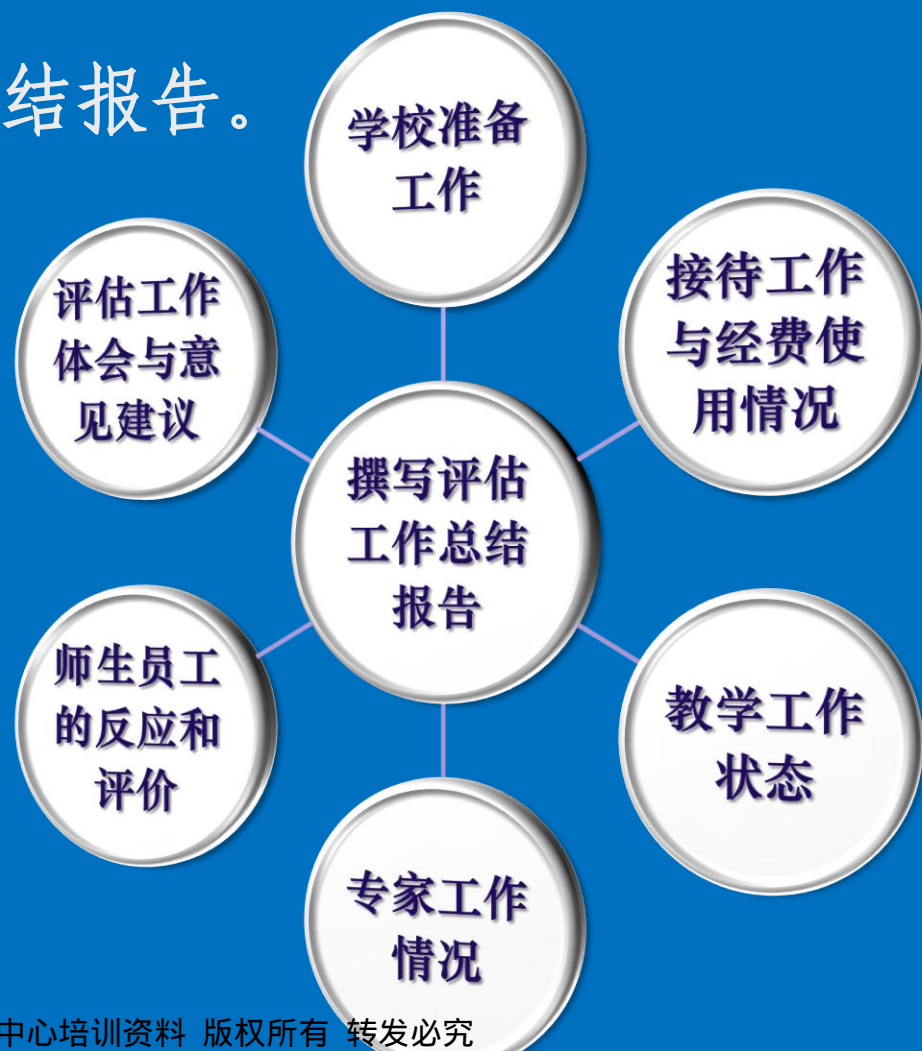 结报告。
学校准备
工作
接待工作
与经费使
用情况
教学工作
状态
专家工作
情况
师生员工
的反应和
评价
评估工作
体会与意
见建议
撰写评估
工作总结
报告
中心培训资料 版权所有 转发必究